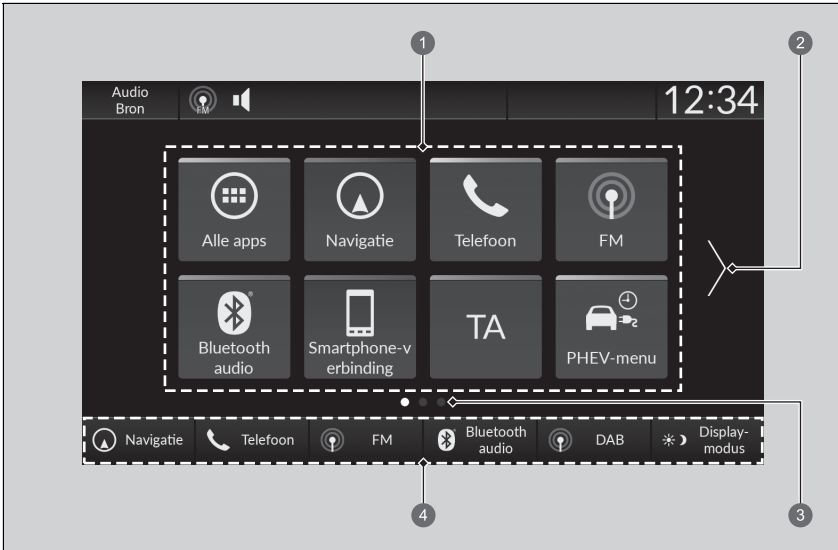 1
2
Audio
Bron
FM
12:34
Alle apps
Navigatie
Telefoon
FM
Bluetooth
audio
Smartphone-v
erbinding
TA
PHEV-menu
Navigatie
Telefoon
FM
Bluetooth
audio
DAB
Display-
modus
4
3